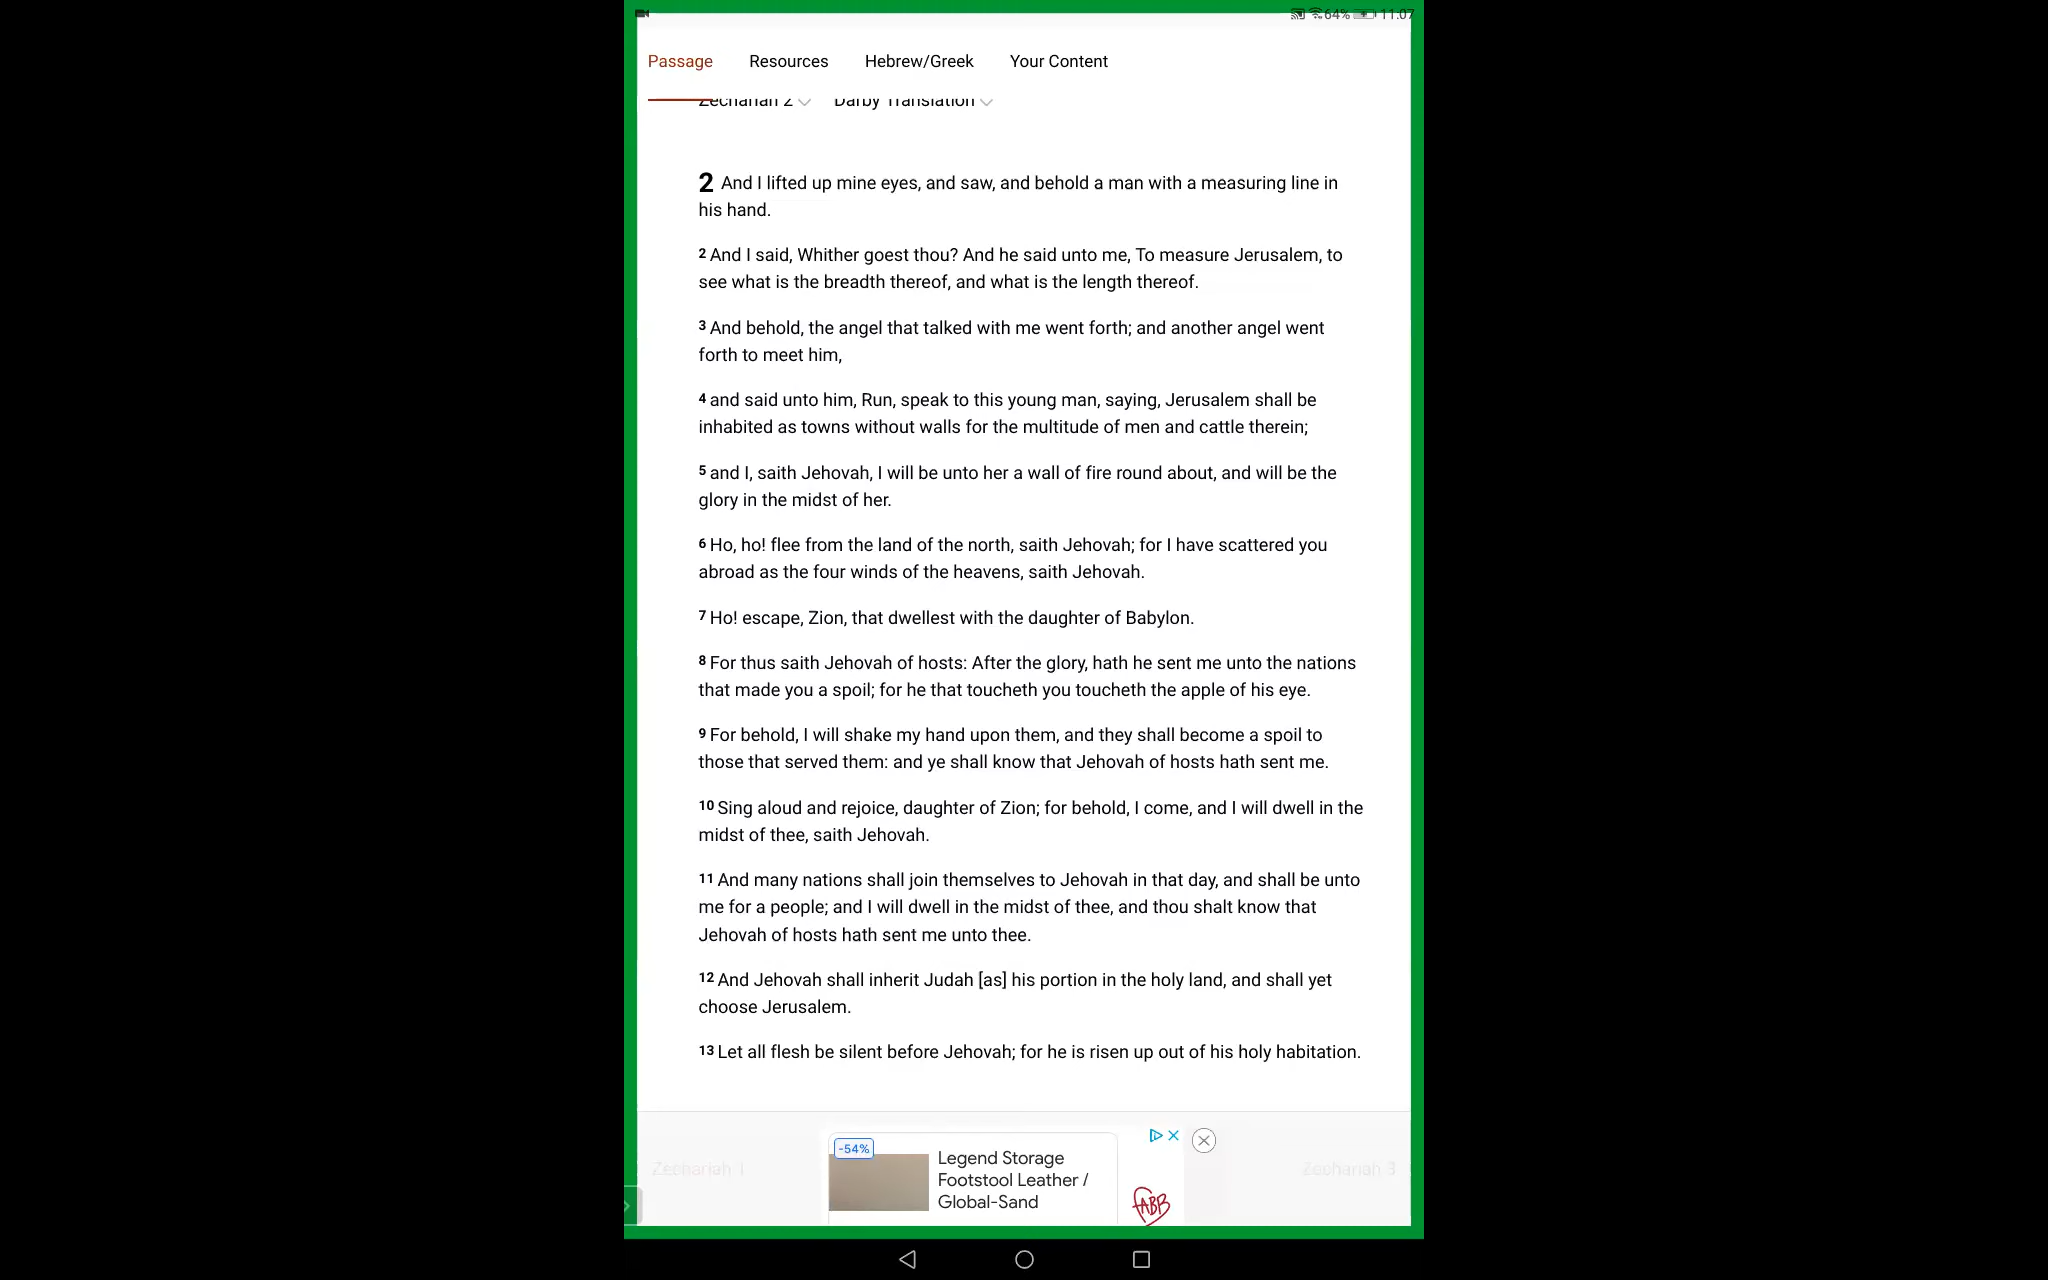 64% 11:07
Passage Resources Hebrew/Greek Your Content
Zechariah 2 Darby Translation
2 And I lifted up mine eyes, and saw, and behold a man with a measuring line in
his hand.
2 And I said, Whither goest thou? And he said unto me, To measure Jerusalem, to
see what is the breadth thereof, and what is the length thereof.
3 And behold, the angel that talked with me went forth; and another angel went
forth to meet him,
4 and said unto him, Run, speak to this young man, saying, Jerusalem shall be
inhabited as towns without walls for the multitude of men and cattle therein;
5 and I, saith Jehovah, I will be unto her a wall of fire round about, and will be the
glory in the midst of her.
6 Ho, ho! flee from the land of the north, saith Jehovah; for I have scattered you
abroad as the four winds of the heavens, saith Jehovah.
7 Ho! escape, Zion, that dwellest with the daughter of Babylon.
8 For thus saith Jehovah of hosts: After the glory, hath he sent me unto the nations
that made you a spoil; for he that toucheth you toucheth the apple of his eye.
9 For behold, I will shake my hand upon them, and they shall become a spoil to
those that served them: and ye shall know that Jehovah of hosts hath sent me.
10 Sing aloud and rejoice, daughter of Zion; for behold, I come, and I will dwell in the
midst of thee, saith Jehovah.
11 And many nations shall join themselves to Jehovah in that day, and shall be unto
me for a people; and I will dwell in the midst of thee, and thou shalt know that
Jehovah of hosts hath sent me unto thee.
12 And Jehovah shall inherit Judah [as] his portion in the holy land, and shall yet
choose Jerusalem.
13 Let all flesh be silent before Jehovah; for he is risen up out of his holy habitation.
-54%
Legend Storage
Footstool Leather /
Global-Sand
Zechariah 1 Zechariah 3
ABB